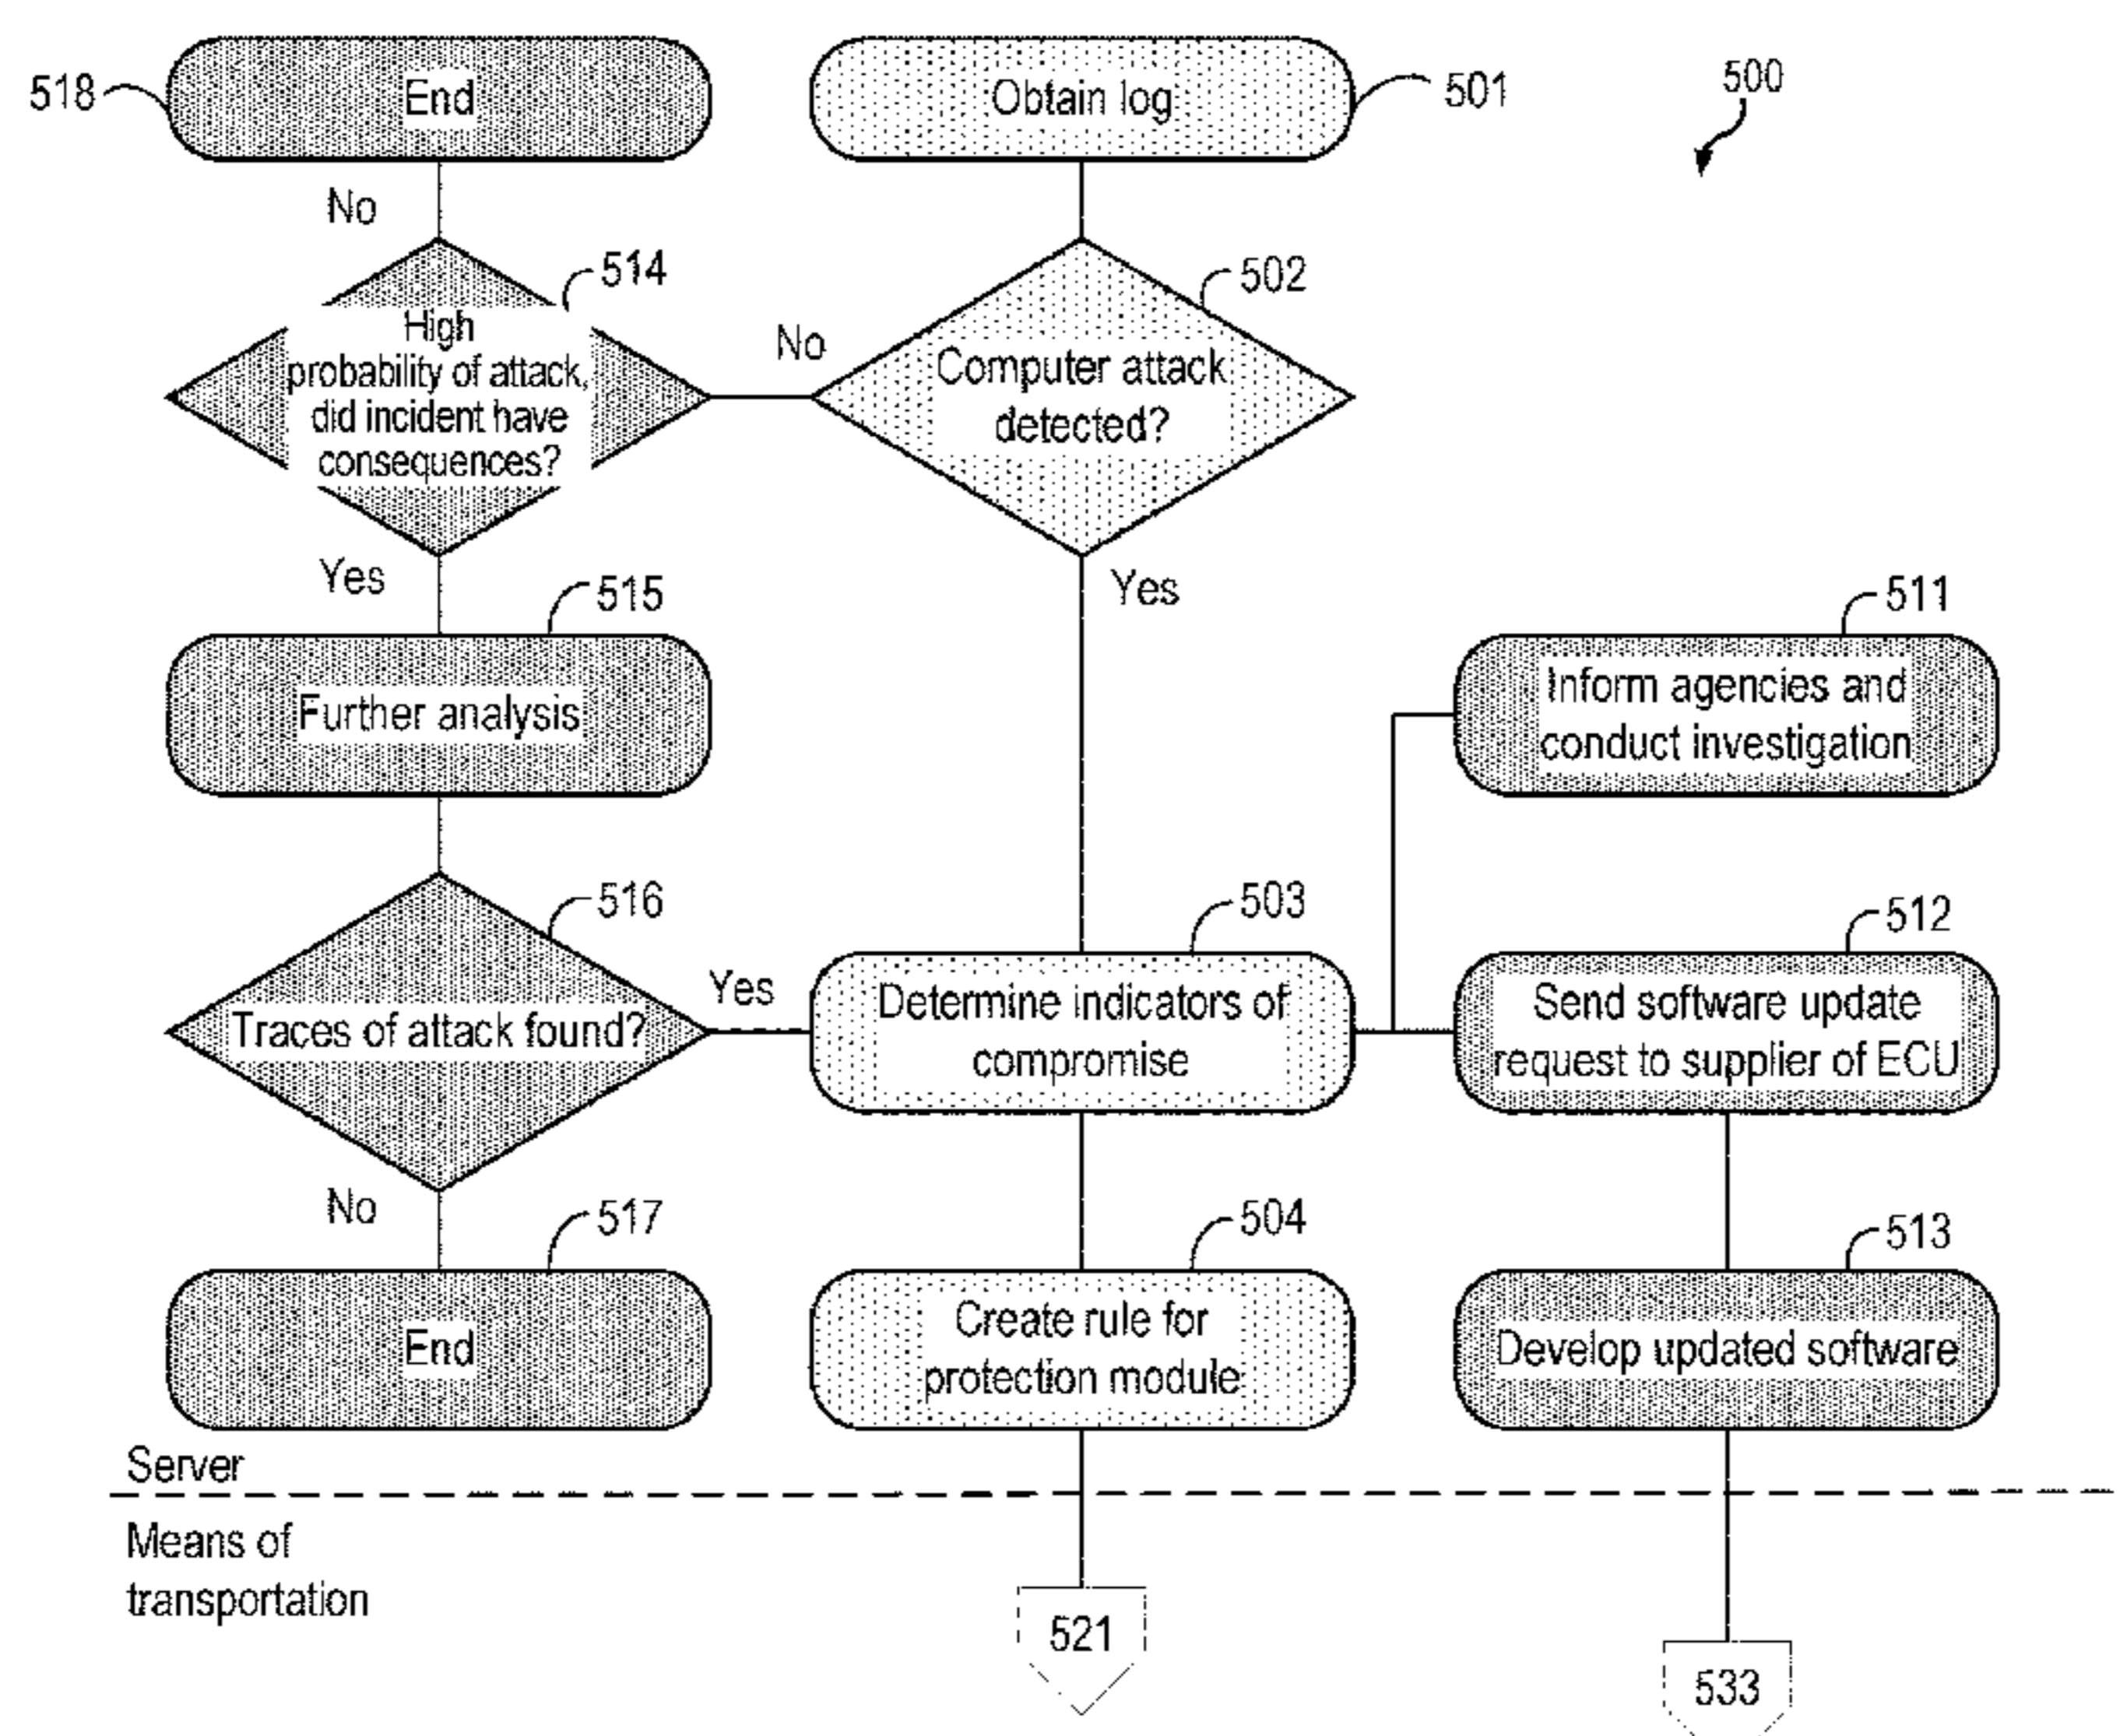 518
End
Obtain log
501
500
No
514
High
probability of attack,
did incident have
consequences?
No
502
Computer attack
detected?
Yes
Yes
515
Further analysis
511
Inform agencies and
conduct investigation
516
Traces of attack found?
Yes
503
Determine indicators of
compromise
512
Send software update
request to supplier of ECU
No
517
End
504
Create rule for
protection module
513
Develop updated software
Server
Means of
transportation
521
533